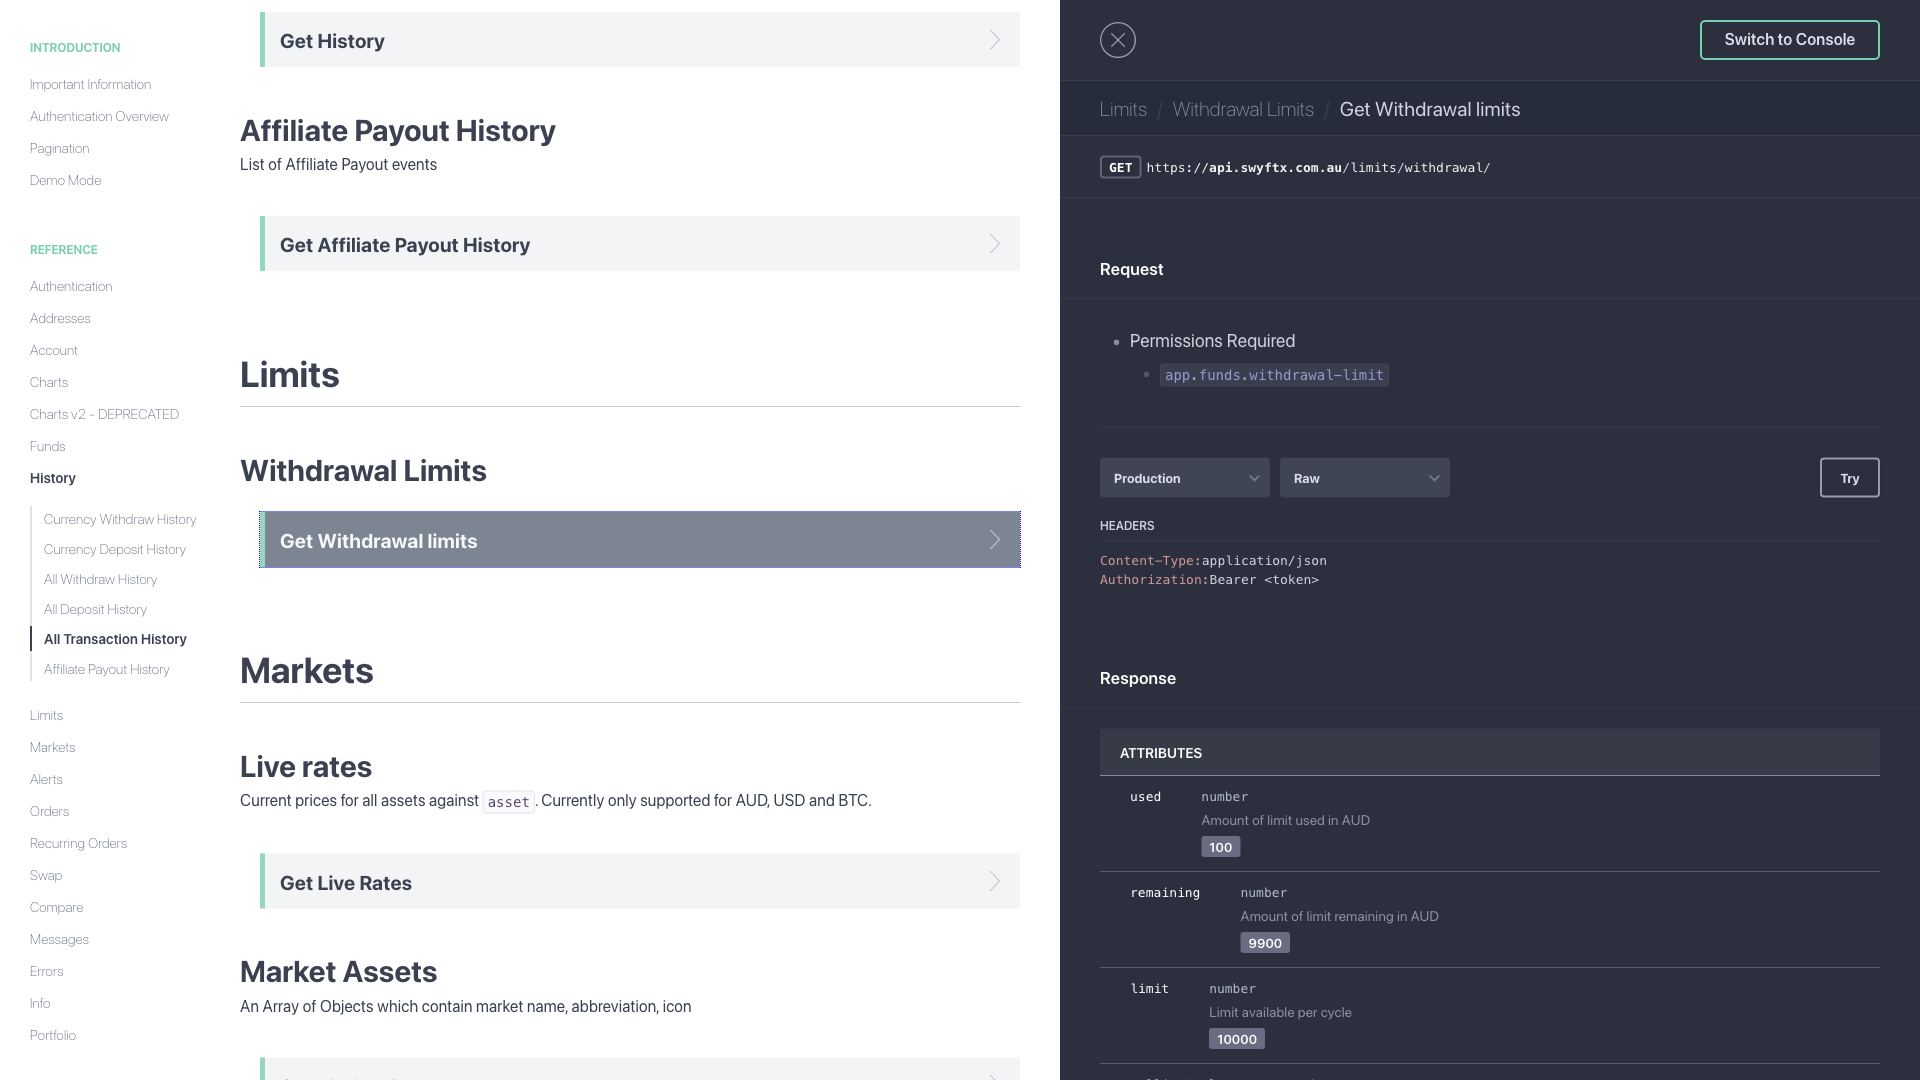 INTRODUCTION
Important Information
Authentication Overview
Pagination
Demo Mode
REFERENCE
Authentication
Addresses
Account
Charts
Charts v2 - DEPRECATED
Funds
History
Currency Withdraw History
Currency Deposit History
All Withdraw History
All Deposit History
All Transaction History
Affiliate Payout History
Limits
Markets
Alerts
Orders
Recurring Orders
Swap
Compare
Messages
Errors
Info
Portfolio
Get History
Affiliate Payout History
List of Affiliate Payout events
Get Affiliate Payout History
Limits
Withdrawal Limits
Get Withdrawal limits
Markets
Live rates
Current prices for all assets against asset. Currently only supported for AUD, USD and BTC.
Get Live Rates
Market Assets
An Array of Objects which contain market name, abbreviation, icon
Switch to Console
Limits / Withdrawal Limits / Get Withdrawal limits
GET https://api.swyftx.com.au/limits/withdrawal/
Request
• Permissions Required
• app.funds.withdrawal-limit
Production
Raw
Try
HEADERS
Content-Type:application/json
Authorization:Bearer <token>
Response
ATTRIBUTES
used number
Amount of limit used in AUD
100
remaining number
Amount of limit remaining in AUD
9900
limit number
Limit available per cycle
10000